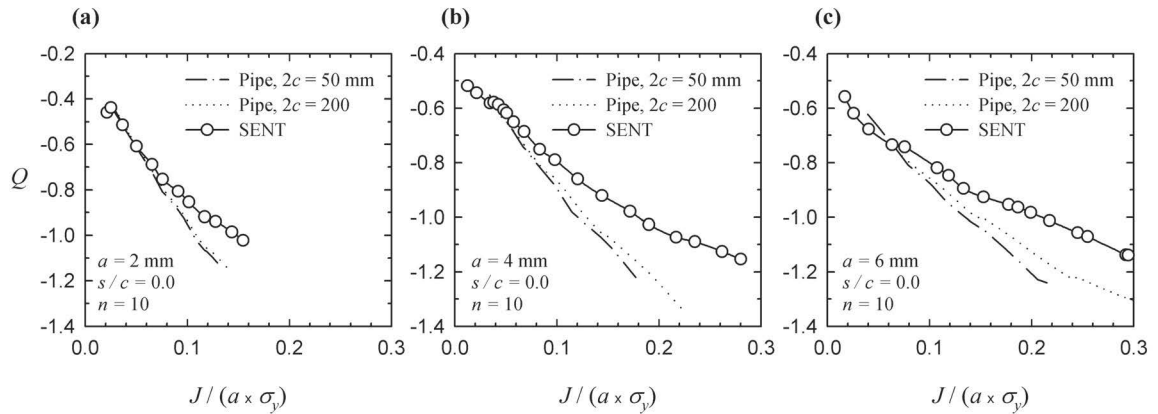 (a)
-0.2
-0.4
-0.6
-0.8
-1.0
-1.2
-1.4
Q
Pipe, 2c = 50 mm
Pipe, 2c = 200
SENT
a = 2 mm
s/c = 0.0
n = 10
0.0 0.1 0.2 0.3
J / (a × σy)
(b)
-0.4
-0.6
-0.8
-1.0
-1.2
-1.4
Pipe, 2c = 50 mm
Pipe, 2c = 200
SENT
a = 4 mm
s/c = 0.0
n = 10
0.0 0.1 0.2 0.3
J / (a × σy)
(c)
-0.4
-0.6
-0.8
-1.0
-1.2
-1.4
Pipe, 2c = 50 mm
Pipe, 2c = 200
SENT
a = 6 mm
s/c = 0.0
n = 10
0.0 0.1 0.2 0.3
J / (a × σy)